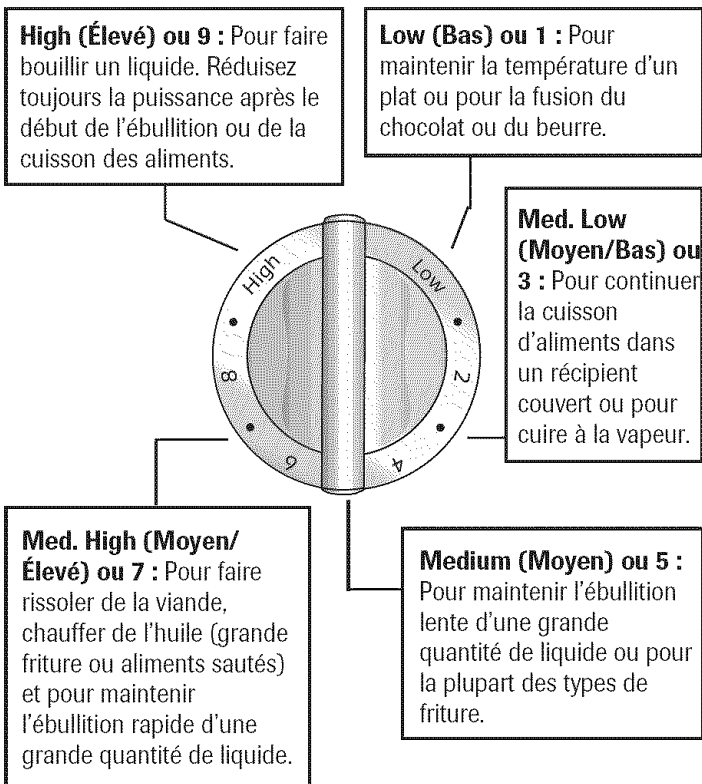 High (Élevé) ou 9 : Pour faire
bouillir un liquide. Réduisez
toujours la puissance après le
début de l'ébullition ou de la
cuisson des aliments.
Low (Bas) ou 1 : Pour
maintenir la température d'un
plat ou pour la fusion du
chocolat ou du beurre.
Med. Low
(Moyen/Bas) ou
3 : Pour continuer
la cuisson
d'aliments dans
un récipient
couvert ou pour
cuire à la vapeur.
High
Low
8
2
6
4
Med. High (Moyen/
Élevé) ou 7 : Pour faire
rissoler de la viande,
chauffer de l'huile (grande
friture ou aliments sautés)
et pour maintenir
l'ébullition rapide d'une
grande quantité de liquide.
Medium (Moyen) ou 5 :
Pour maintenir l'ébullition
lente d'une grande
quantité de liquide ou pour
la plupart des types de
friture.